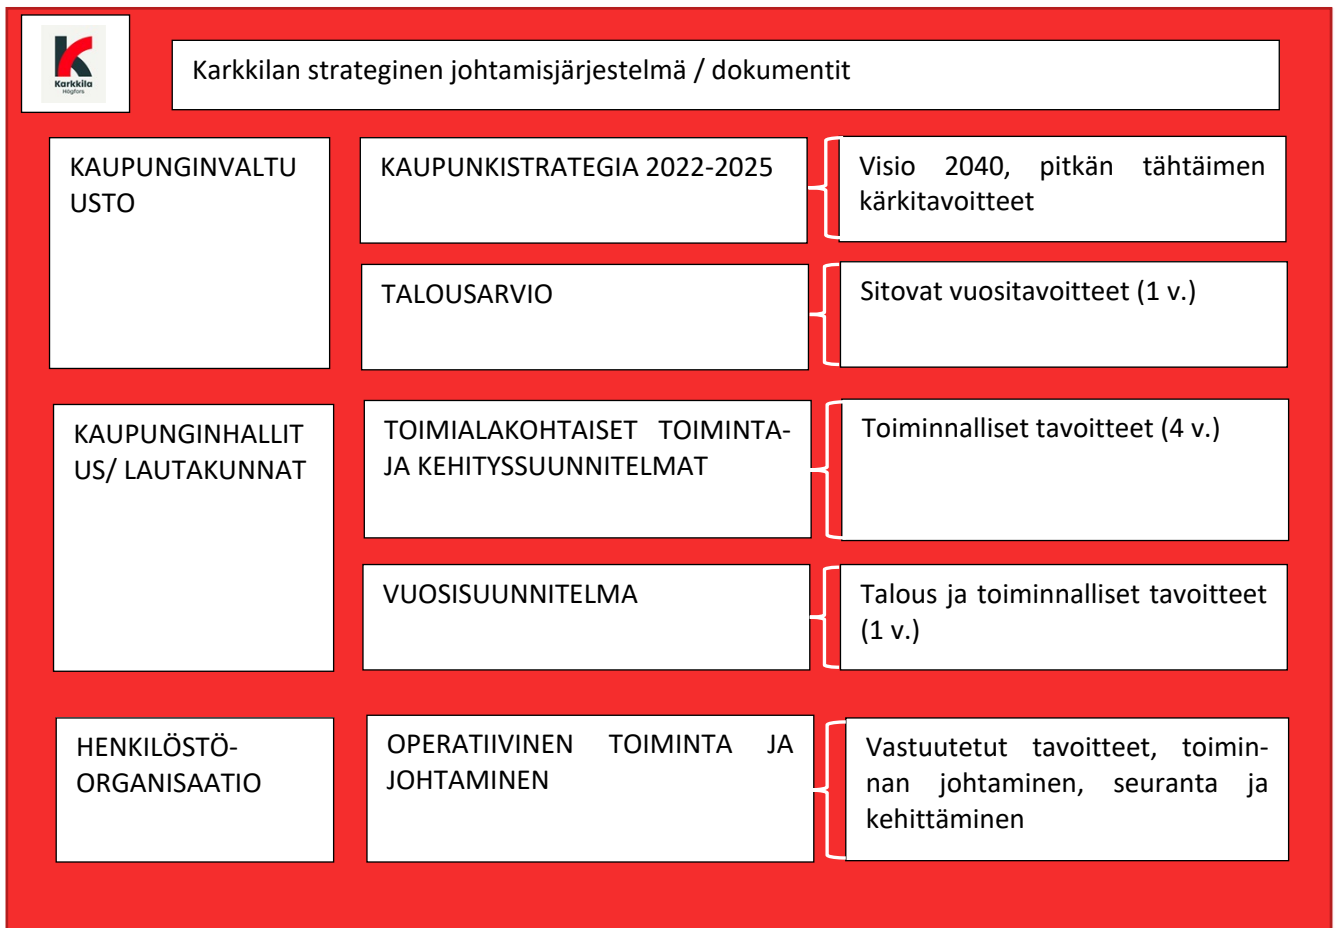 Karkkila
Högfors
Karkkilan strateginen johtamisjärjestelmä / dokumentit
KAUPUNGINVALTU
USTO
KAUPUNKISTRATEGIA 2022-2025
Visio 2040, pitkän tähtäimen
kärkitavoitteet
TALOUSARVIO
Sitovat vuositavoitteet (1 v.)
KAUPUNGINHALLIT
US/ LAUTAKUNNAT
TOIMIALAKOHTAISET TOIMINTA-
JA KEHITYSSUUNNITELMAT
Toiminnalliset tavoitteet (4 v.)
VUOSISUUNNITELMA
Talous ja toiminnalliset tavoitteet
(1 v.)
HENKILÖSTÖ-
ORGANISAATIO
OPERATIIVINEN TOIMINTA JA
JOHTAMINEN
Vastuutetut tavoitteet, toimin-
nan johtaminen, seuranta ja
kehittäminen